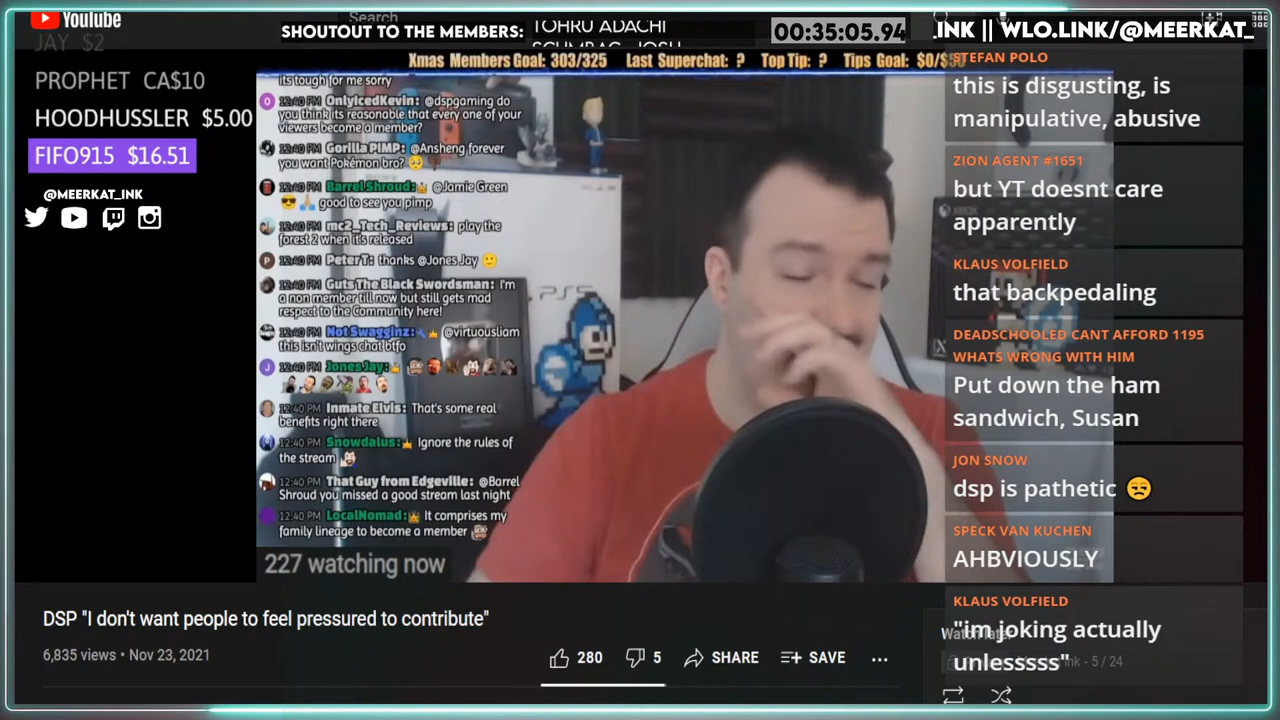 YouTube
Search
SHOUTOUT TO THE MEMBERS:
TOHRU ADACHI
SCUMBAG JOSH
00:35:05.94
.INK || WLO.LINK/@MEERKAT_
JAY $2
PROPHET CA$10
HOODHUSSLER $5.00
FIFO915 $16.51
@MEERKAT_INK
Xmas Members Goal: 303/325 Last Superchat: ? Top Tip: ? Tips Goal: $0/$50
its tough for me sorry
OnlyIcedKevin: @dspgaming do
you think its reasonable that every one of your
viewers become a member?
12:40 PM Gorilla PIMP: @Ansheng forever
you want Pokémon bro? 🥺
12:40 PM Barrel Shroud: @Jamie Green
😎🙏 good to see you pimp
12:40 PM mc2_Tech_Reviews: play the
forest 2 when it's released
12:40 PM PeterT: thanks @JonesJay 🙂
12:40 PM Guts The Black Swordsman: I'm
a non member till now but still gets mad
respect to the Community here!
12:40 PM Not Swagginz: @virtuousliam
this isn't wings chat btfo
12:40 PM JonesJay:
12:40 PM Inmate Elvis: That's some real
benefits right there
12:40 PM Snowdalus: Ignore the rules of
the stream
12:40 PM That Guy from Edgeville: @Barrel
Shroud you missed a good stream last night
12:40 PM LocalNomad: It comprises my
family lineage to become a member
227 watching now
PS5
XBOX
STEFAN POLO
this is disgusting, is
manipulative, abusive
ZION AGENT #1651
but YT doesnt care
apparently
KLAUS VOLFIELD
that backpedaling
DEADSCHOOLED CANT AFFORD 1195
WHATS WRONG WITH HIM
Put down the ham
sandwich, Susan
JON SNOW
dsp is pathetic 😒
SPECK VAN KUCHEN
AHBVIOUSLY
KLAUS VOLFIELD
"im joking actually
unlesssss"
Watch later
Ink - 5 / 24
DSP "I don't want people to feel pressured to contribute"
6,835 views • Nov 23, 2021
280
5
SHARE
SAVE